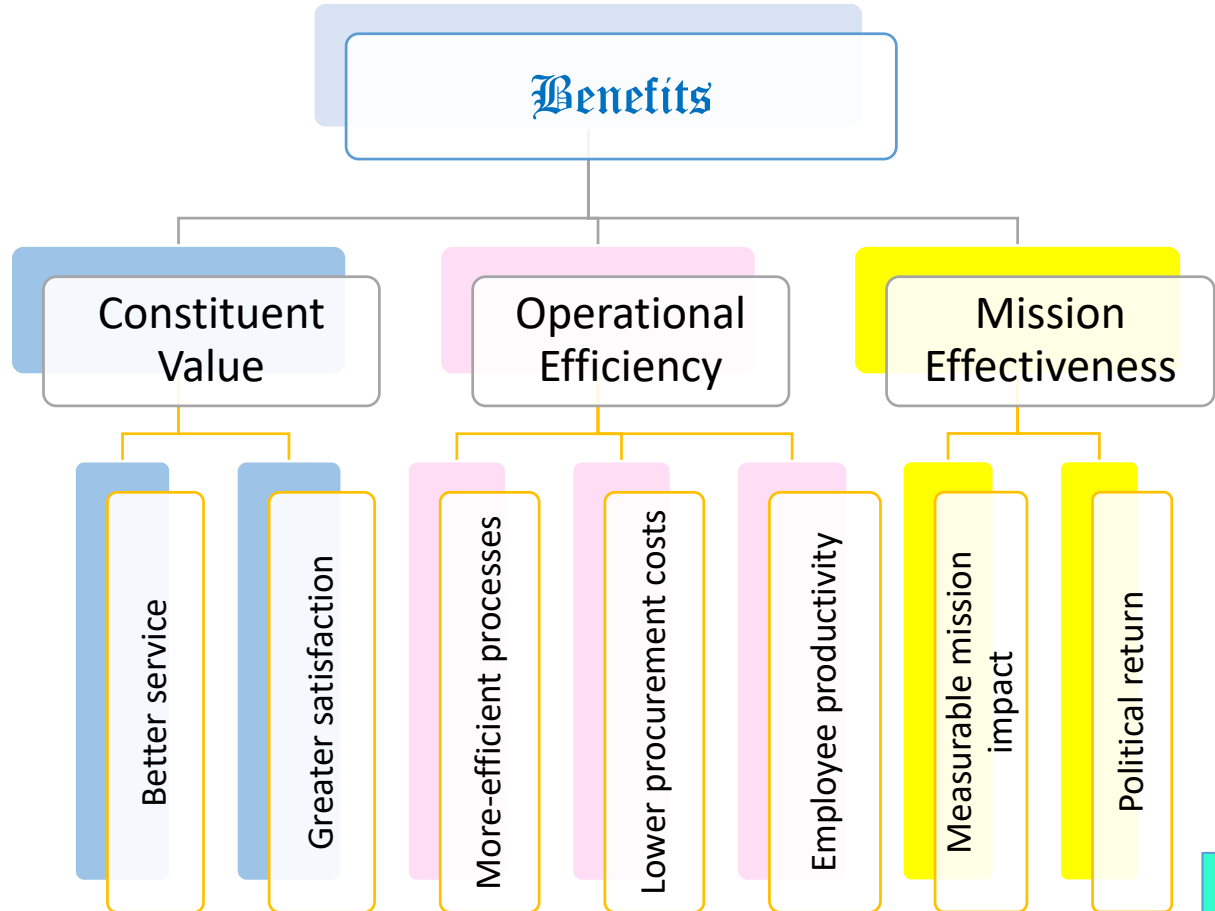 Benefits
Constituent
Value
Operational
Efficiency
Mission
Effectiveness
Better service
Greater satisfaction
More-efficient processes
Lower procurement costs
Employee productivity
Measurable mission
impact
Political return